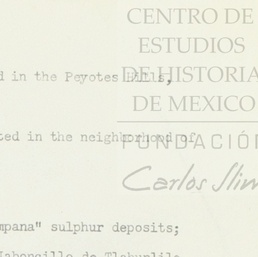 CENTRO DE
ESTUDIOS
d in the Peyotes Hills,
DE HISTORIA
DE MEXICO
ted in the neighborhood of
FUNDACIÓN
Carlos Slim
mpana" sulphur deposits;
de